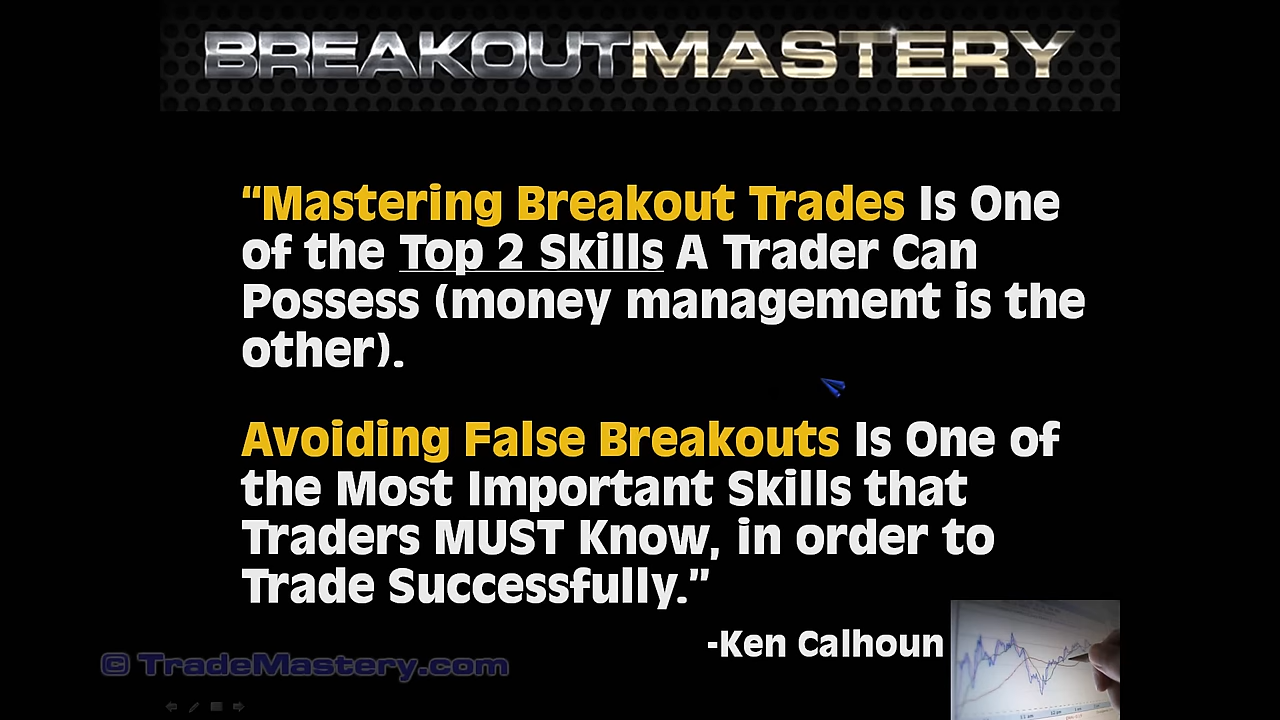 BREAKOUTMASTERY
“Mastering Breakout Trades Is One
of the Top 2 Skills A Trader Can
Possess (money management is the
other).
Avoiding False Breakouts Is One of
the Most Important Skills that
Traders MUST Know, in order to
Trade Successfully.”
-Ken Calhoun
© TradeMastery.com